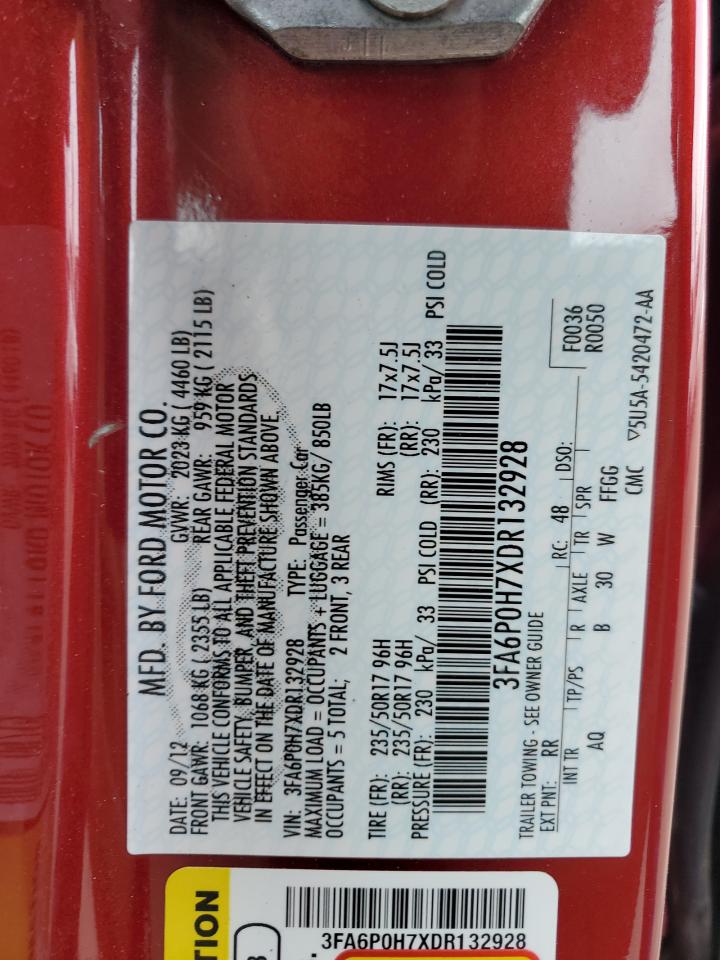 MFD. BY FORD MOTOR CO.
DATE: 09/12 GVWR: 2023 KG ( 4460 LB)
FRONT GAWR: 1068 KG ( 2355 LB) REAR GAWR: 959 KG ( 2115 LB)
THIS VEHICLE CONFORMS TO ALL APPLICABLE FEDERAL MOTOR
VEHICLE SAFETY, BUMPER, AND THEFT PREVENTION STANDARDS
IN EFFECT ON THE DATE OF MANUFACTURE SHOWN ABOVE.
VIN: 3FA6P0H7XDR132928 TYPE: Passenger Car
MAXIMUM LOAD = OCCUPANTS + LUGGAGE = 385KG/ 850LB
OCCUPANTS = 5 TOTAL; 2 FRONT, 3 REAR
TIRE (FR): 235/50R17 96H RIMS (FR): 17x7.5J
(RR): 235/50R17 96H (RR): 17x7.5J
PRESSURE (FR): 230 kPa/ 33 PSI COLD (RR): 230 kPa/ 33 PSI COLD
3FA6P0H7XDR132928
TRAILER TOWING - SEE OWNER GUIDE
EXT PNT: RR RC: 48 DSO: F0036
R0050
INT TR TP/PS R AXLE TR SPR
AQ B 30 W FFGG
CMC ▽5U5A-5420472-AA
TION
3FA6P0H7XDR132928